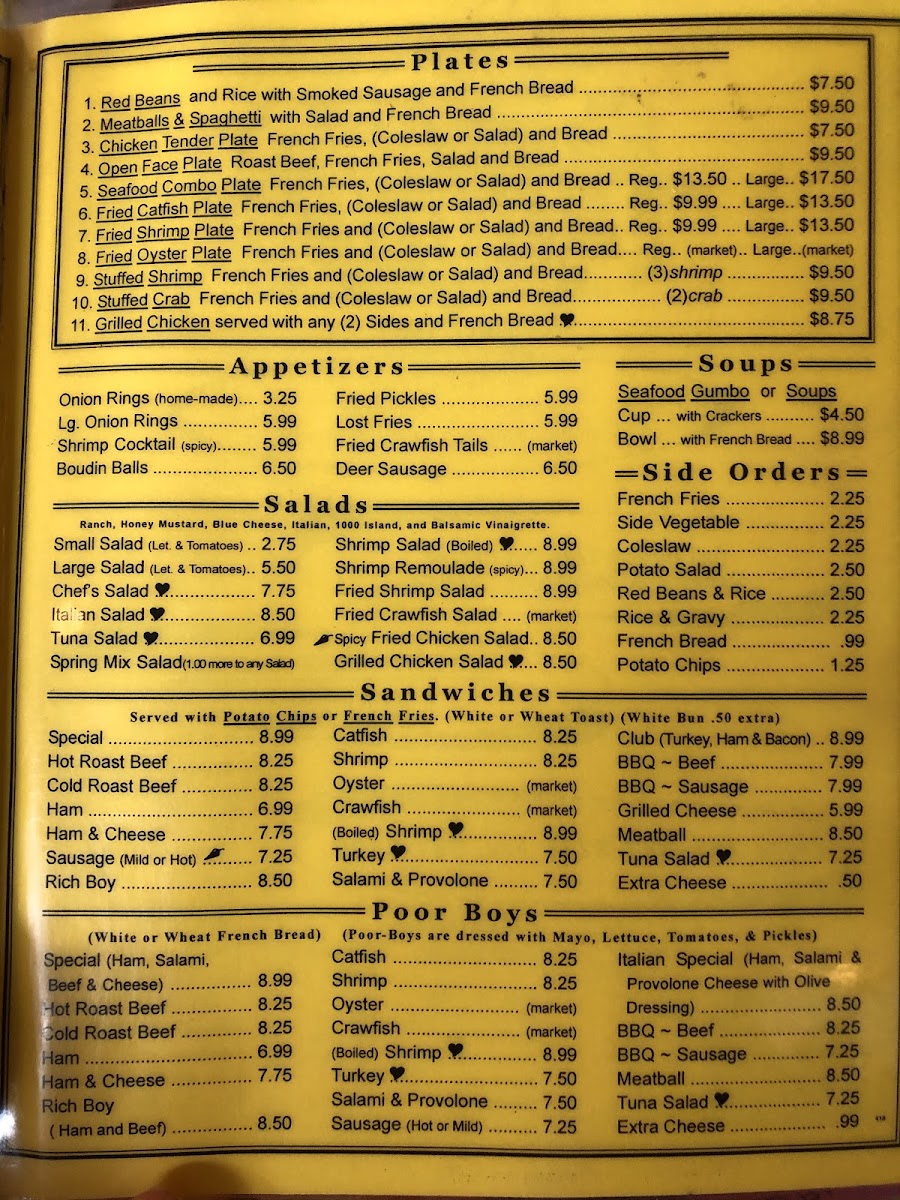 Plates
1. Red Beans and Rice with Smoked Sausage and French Bread ........ $7.50
2. Meatballs & Spaghetti with Salad and French Bread ........ $9.50
3. Chicken Tender Plate French Fries, (Coleslaw or Salad) and Bread ........ $7.50
4. Open Face Plate Roast Beef, French Fries, Salad and Bread ........ $9.50
5. Seafood Combo Plate French Fries, (Coleslaw or Salad) and Bread .. Reg.. $13.50 .. Large.. $17.50
6. Fried Catfish Plate French Fries, (Coleslaw or Salad) and Bread ........ Reg.. $9.99 .... Large.. $13.50
7. Fried Shrimp Plate French Fries and (Coleslaw or Salad) and Bread.. Reg.. $9.99 .... Large.. $13.50
8. Fried Oyster Plate French Fries and (Coleslaw or Salad) and Bread.... Reg.. (market).. Large..(market)
9. Stuffed Shrimp French Fries and (Coleslaw or Salad) and Bread........... (3)shrimp ............ $9.50
10. Stuffed Crab French Fries and (Coleslaw or Salad) and Bread................ (2)crab ............ $9.50
11. Grilled Chicken served with any (2) Sides and French Bread ♥........ $8.75
Appetizers
Onion Rings (home-made).... 3.25
Lg. Onion Rings .............. 5.99
Shrimp Cocktail (spicy)........ 5.99
Boudin Balls .................... 6.50
Fried Pickles .................... 5.99
Lost Fries ........................ 5.99
Fried Crawfish Tails ...... (market)
Deer Sausage ................ 6.50
Soups
Seafood Gumbo or Soups
Cup ... with Crackers .......... $4.50
Bowl ... with French Bread .... $8.99
Side Orders
French Fries .................... 2.25
Side Vegetable ................ 2.25
Coleslaw ........................ 2.25
Potato Salad .................... 2.50
Red Beans & Rice ............ 2.50
Rice & Gravy .................... 2.25
French Bread .................... .99
Potato Chips .................... 1.25
Salads
Ranch, Honey Mustard, Blue Cheese, Italian, 1000 Island, and Balsamic Vinaigrette.
Small Salad (Let. & Tomatoes) .. 2.75
Large Salad (Let. & Tomatoes).. 5.50
Chef's Salad ♥.................... 7.75
Italian Salad ♥.................... 8.50
Tuna Salad ♥.................... 6.99
Spring Mix Salad(1.00 more to any Salad)
Shrimp Salad (Boiled) ♥..... 8.99
Shrimp Remoulade (spicy)... 8.99
Fried Shrimp Salad .......... 8.99
Fried Crawfish Salad .... (market)
Spicy Fried Chicken Salad.. 8.50
Grilled Chicken Salad ♥... 8.50
Sandwiches
Served with Potato Chips or French Fries. (White or Wheat Toast) (White Bun .50 extra)
Special ............................ 8.99
Hot Roast Beef ................ 8.25
Cold Roast Beef .............. 8.25
Ham ................................ 6.99
Ham & Cheese ................ 7.75
Sausage (Mild or Hot) .......... 7.25
Rich Boy .......................... 8.50
Catfish ............................ 8.25
Shrimp ............................ 8.25
Oyster .......................... (market)
Crawfish ........................ (market)
(Boiled) Shrimp ♥................ 8.99
Turkey ♥............................ 7.50
Salami & Provolone ......... 7.50
Club (Turkey, Ham & Bacon) .. 8.99
BBQ ~ Beef .................... 7.99
BBQ ~ Sausage .............. 7.99
Grilled Cheese ................ 5.99
Meatball .......................... 8.50
Tuna Salad ♥.................... 7.25
Extra Cheese .................... .50
Poor Boys
(White or Wheat French Bread) (Poor-Boys are dressed with Mayo, Lettuce, Tomatoes, & Pickles)
Special (Ham, Salami,
Beef & Cheese) ................ 8.99
Hot Roast Beef ................ 8.25
Cold Roast Beef .............. 8.25
Ham ................................ 6.99
Ham & Cheese ................ 7.75
Rich Boy
( Ham and Beef) ................ 8.50
Catfish ............................ 8.25
Shrimp ............................ 8.25
Oyster .......................... (market)
Crawfish ........................ (market)
(Boiled) Shrimp ♥................ 8.99
Turkey ♥............................ 7.50
Salami & Provolone ......... 7.50
Sausage (Hot or Mild) .......... 7.25
Italian Special (Ham, Salami &
Provolone Cheese with Olive
Dressing) .......................... 8.50
BBQ ~ Beef .................... 8.25
BBQ ~ Sausage .............. 7.25
Meatball .......................... 8.50
Tuna Salad ♥.................... 7.25
Extra Cheese .................... .99